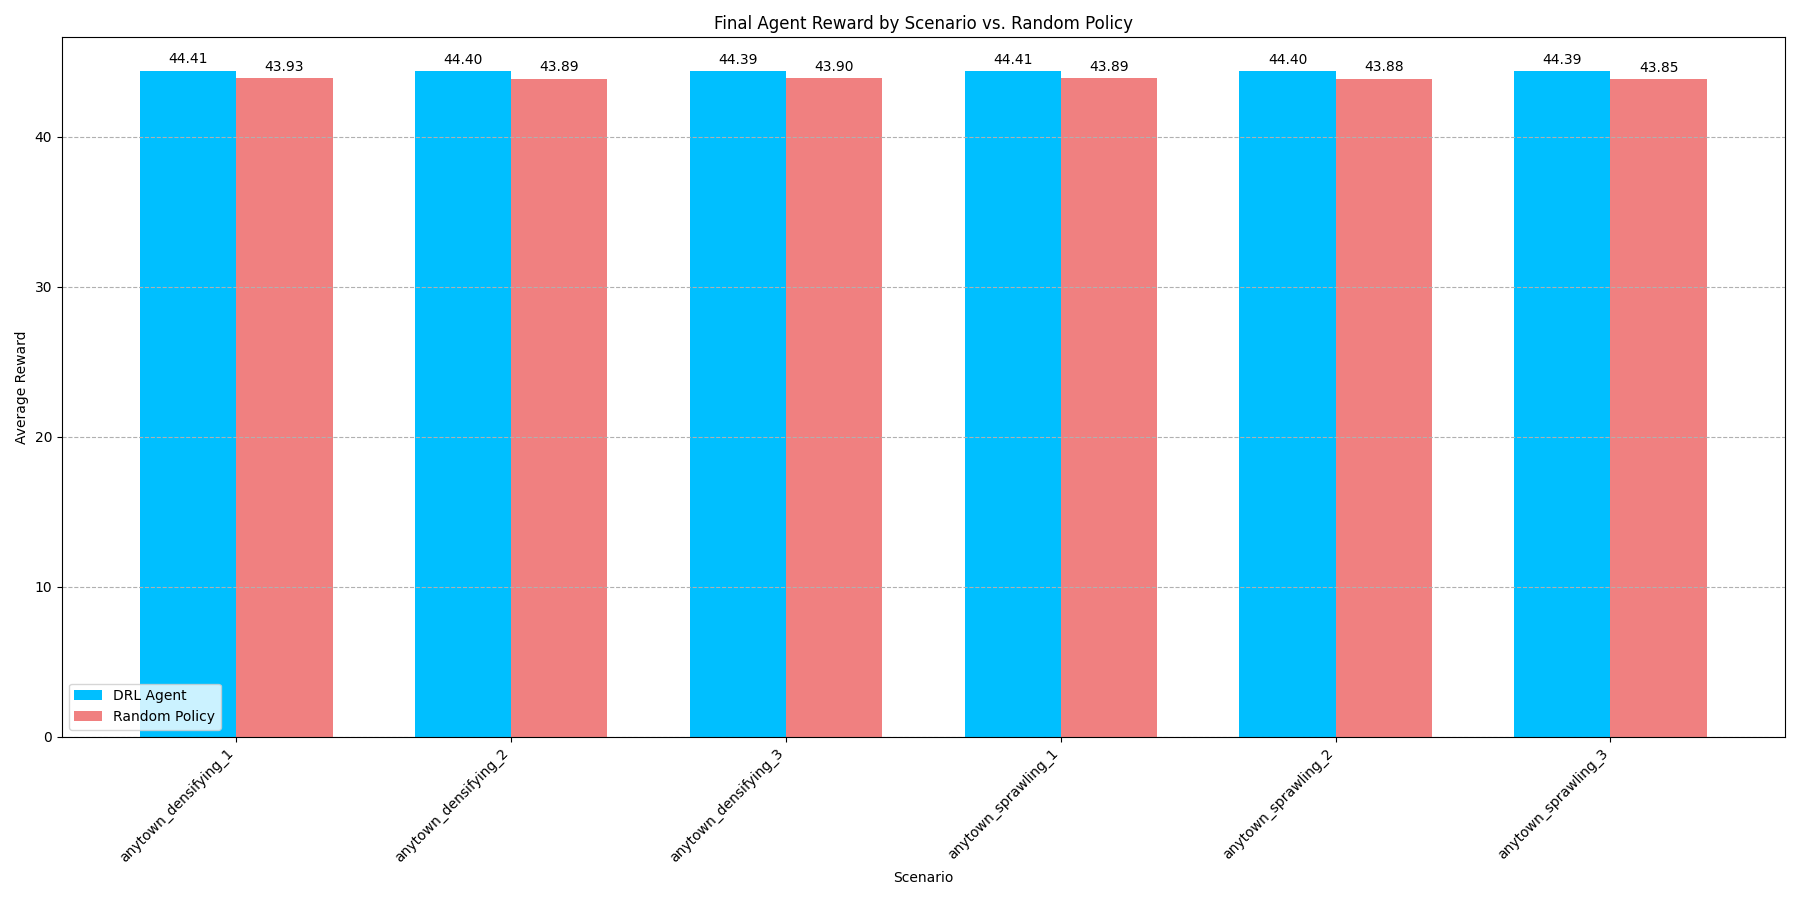 Final Agent Reward by Scenario vs. Random Policy
44.41
43.93
44.40
43.89
44.39
43.90
44.41
43.89
44.40
43.88
44.39
43.85
Average Reward
40
30
20
10
0
DRL Agent
Random Policy
anytown_densifying_1
anytown_densifying_2
anytown_densifying_3
anytown_sprawling_1
anytown_sprawling_2
anytown_sprawling_3
Scenario